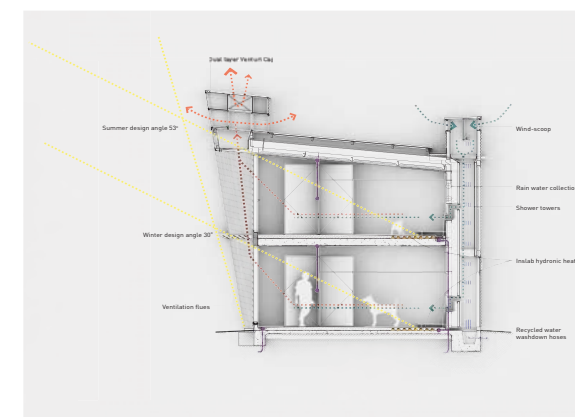 Dual layer Venturi Cap
Summer design angle 53°
Wind-scoop
Rain water collectio
Shower towers
Winter design angle 30°
Inslab hydronic heat
Ventilation flues
Recycled water
washdown hoses